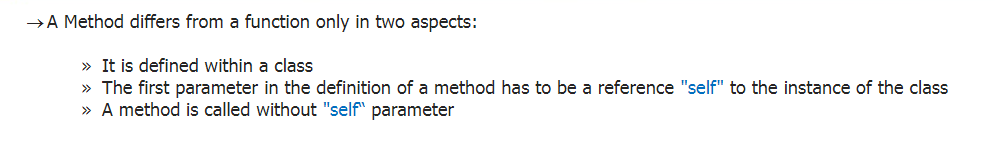 →A Method differs from a function only in two aspects:
» It is defined within a class
» The first parameter in the definition of a method has to be a reference "self" to the instance of the class
» A method is called without "self‟ parameter